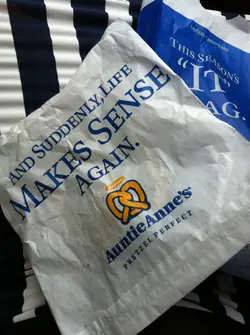 AND SUDDENLY, LIFE
MAKES SENSE
AGAIN.
AuntieAnne's®
PRETZEL PERFECT
THIS SEASON'S
"IT"
BAG.